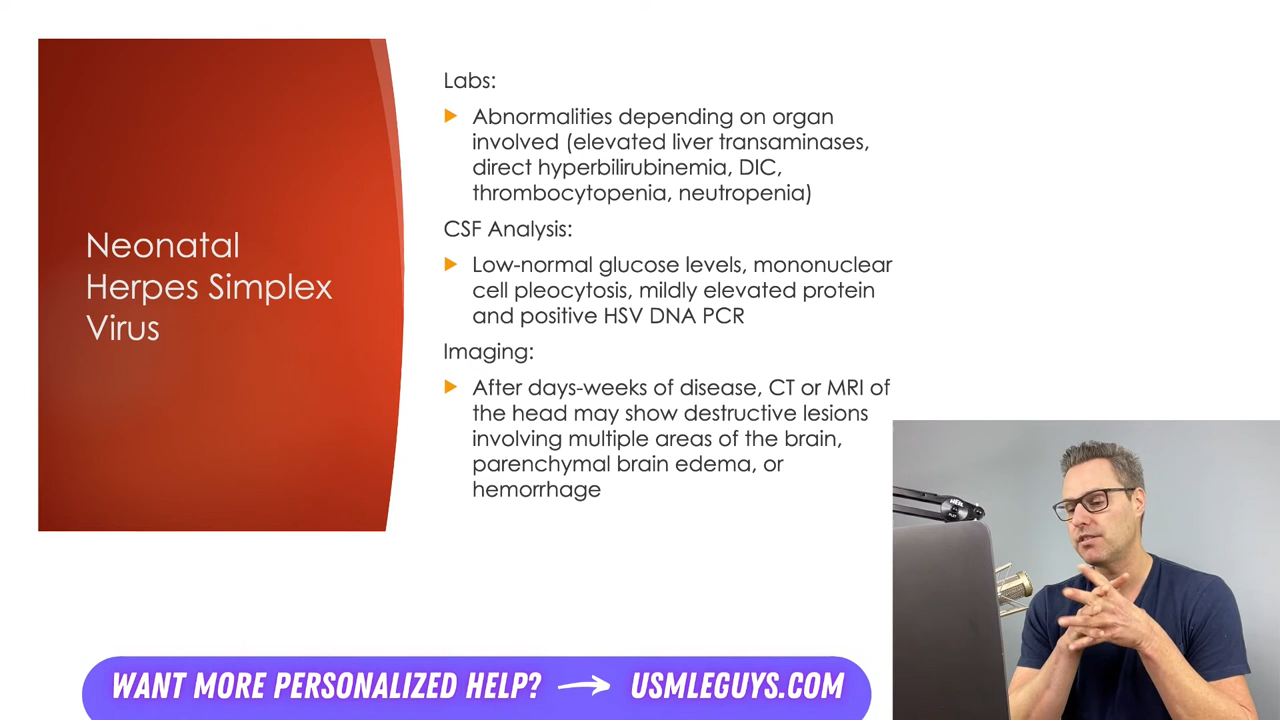 Neonatal
Herpes Simplex
Virus
Labs:
Abnormalities depending on organ
involved (elevated liver transaminases,
direct hyperbilirubinemia, DIC,
thrombocytopenia, neutropenia)
CSF Analysis:
Low-normal glucose levels, mononuclear
cell pleocytosis, mildly elevated protein
and positive HSV DNA PCR
Imaging:
After days-weeks of disease, CT or MRI of
the head may show destructive lesions
involving multiple areas of the brain,
parenchymal brain edema, or
hemorrhage
WANT MORE PERSONALIZED HELP? → USMLEGUYS.COM